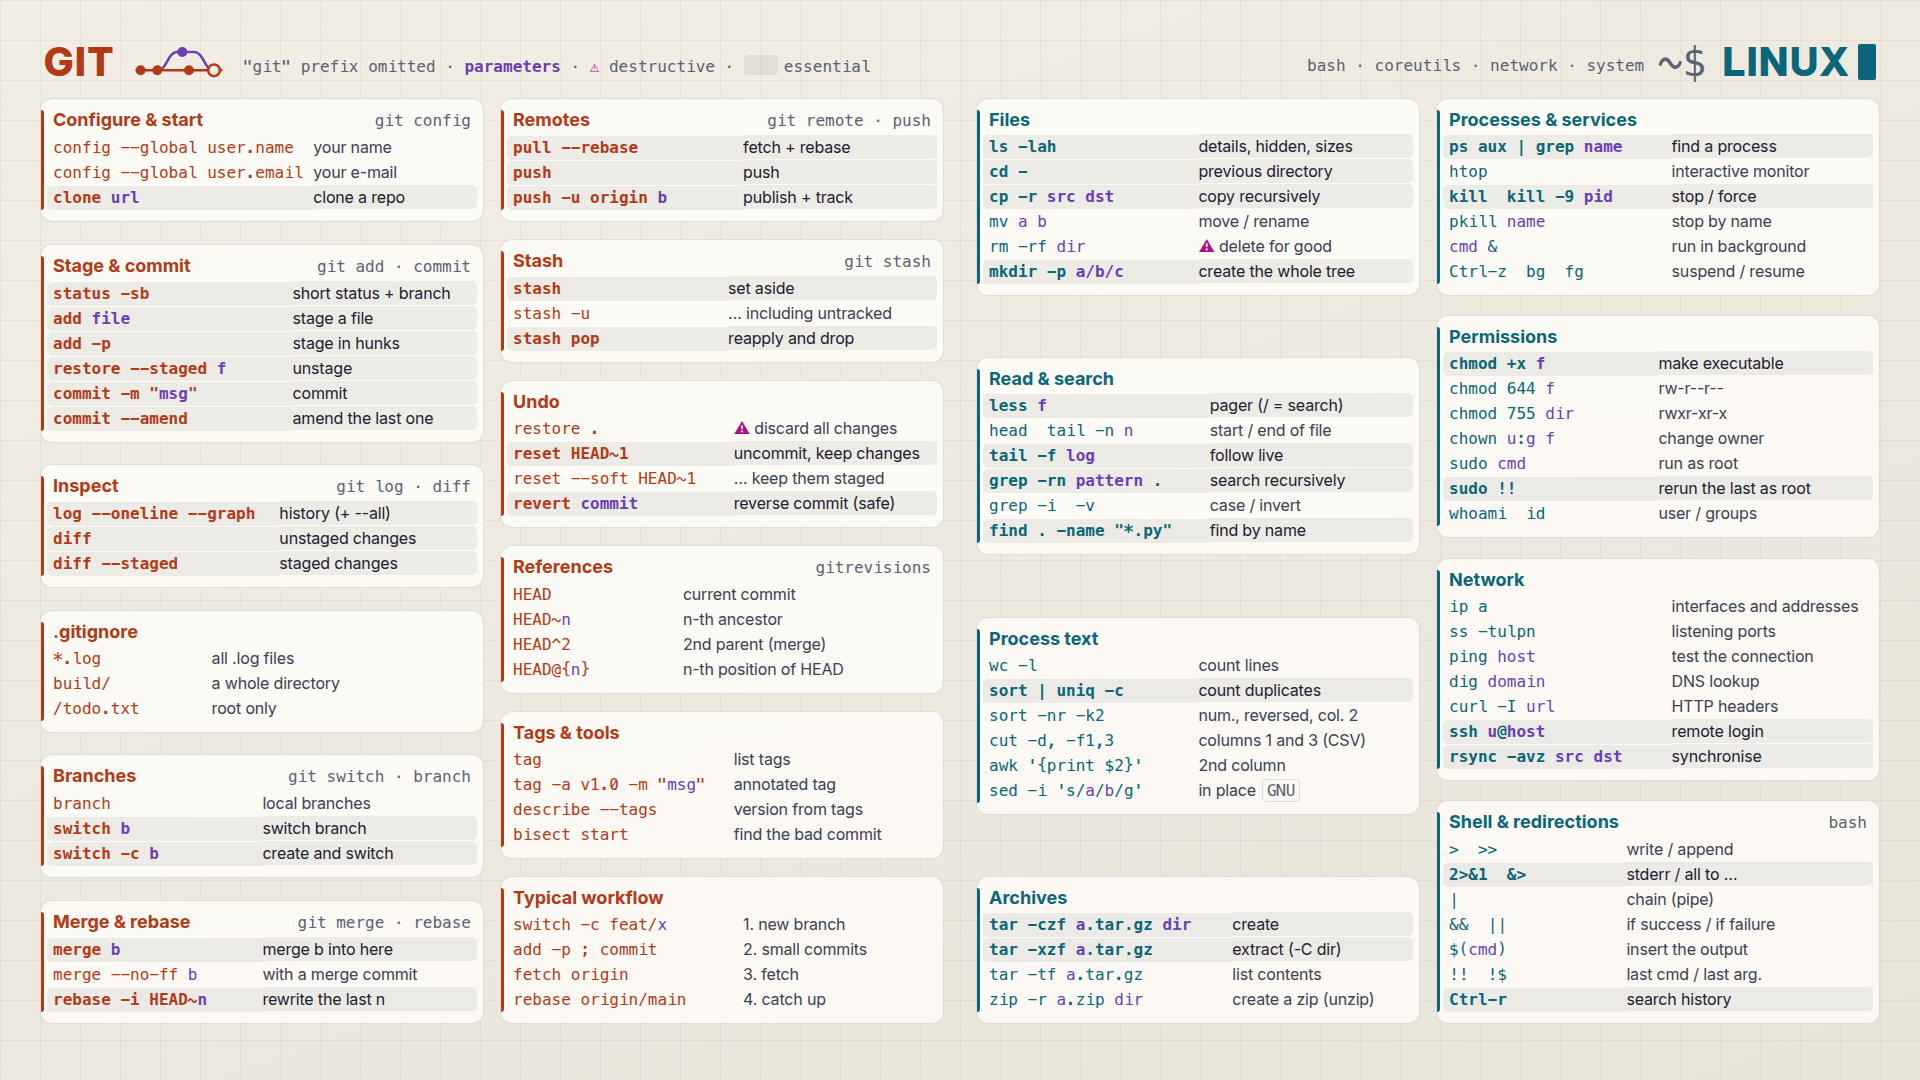 GIT
"git" prefix omitted · parameters · ⚠ destructive · essential
Configure & start git config
config --global user.name your name
config --global user.email your e-mail
clone url clone a repo
Stage & commit git add · commit
status -sb short status + branch
add file stage a file
add -p stage in hunks
restore --staged f unstage
commit -m "msg" commit
commit --amend amend the last one
Inspect git log · diff
log --oneline --graph history (+ --all)
diff unstaged changes
diff --staged staged changes
.gitignore
*.log all .log files
build/ a whole directory
/todo.txt root only
Branches git switch · branch
branch local branches
switch b switch branch
switch -c b create and switch
Merge & rebase git merge · rebase
merge b merge b into here
merge --no-ff b with a merge commit
rebase -i HEAD~n rewrite the last n
Remotes git remote · push
pull --rebase fetch + rebase
push push
push -u origin b publish + track
Stash git stash
stash set aside
stash -u ... including untracked
stash pop reapply and drop
Undo
restore . ⚠ discard all changes
reset HEAD~1 uncommit, keep changes
reset --soft HEAD~1 ... keep them staged
revert commit reverse commit (safe)
References gitrevisions
HEAD current commit
HEAD~n n-th ancestor
HEAD^2 2nd parent (merge)
HEAD@{n} n-th position of HEAD
Tags & tools
tag list tags
tag -a v1.0 -m "msg" annotated tag
describe --tags version from tags
bisect start find the bad commit
Typical workflow
switch -c feat/x 1. new branch
add -p ; commit 2. small commits
fetch origin 3. fetch
rebase origin/main 4. catch up
bash · coreutils · network · system ~$ LINUX
Files
ls -lah details, hidden, sizes
cd - previous directory
cp -r src dst copy recursively
mv a b move / rename
rm -rf dir ⚠ delete for good
mkdir -p a/b/c create the whole tree
Read & search
less f pager (/ = search)
head tail -n n start / end of file
tail -f log follow live
grep -rn pattern . search recursively
grep -i -v case / invert
find . -name "*.py" find by name
Process text
wc -l count lines
sort | uniq -c count duplicates
sort -nr -k2 num., reversed, col. 2
cut -d, -f1,3 columns 1 and 3 (CSV)
awk '{print $2}' 2nd column
sed -i 's/a/b/g' in place GNU
Archives
tar -czf a.tar.gz dir create
tar -xzf a.tar.gz extract (-C dir)
tar -tf a.tar.gz list contents
zip -r a.zip dir create a zip (unzip)
Processes & services
ps aux | grep name find a process
htop interactive monitor
kill kill -9 pid stop / force
pkill name stop by name
cmd & run in background
Ctrl-z bg fg suspend / resume
Permissions
chmod +x f make executable
chmod 644 f rw-r--r--
chmod 755 dir rwxr-xr-x
chown u:g f change owner
sudo cmd run as root
sudo !! rerun the last as root
whoami id user / groups
Network
ip a interfaces and addresses
ss -tulpn listening ports
ping host test the connection
dig domain DNS lookup
curl -I url HTTP headers
ssh u@host remote login
rsync -avz src dst synchronise
Shell & redirections bash
> >> write / append
2>&1 &> stderr / all to ...
| chain (pipe)
&& || if success / if failure
$(cmd) insert the output
!! !$ last cmd / last arg.
Ctrl-r search history